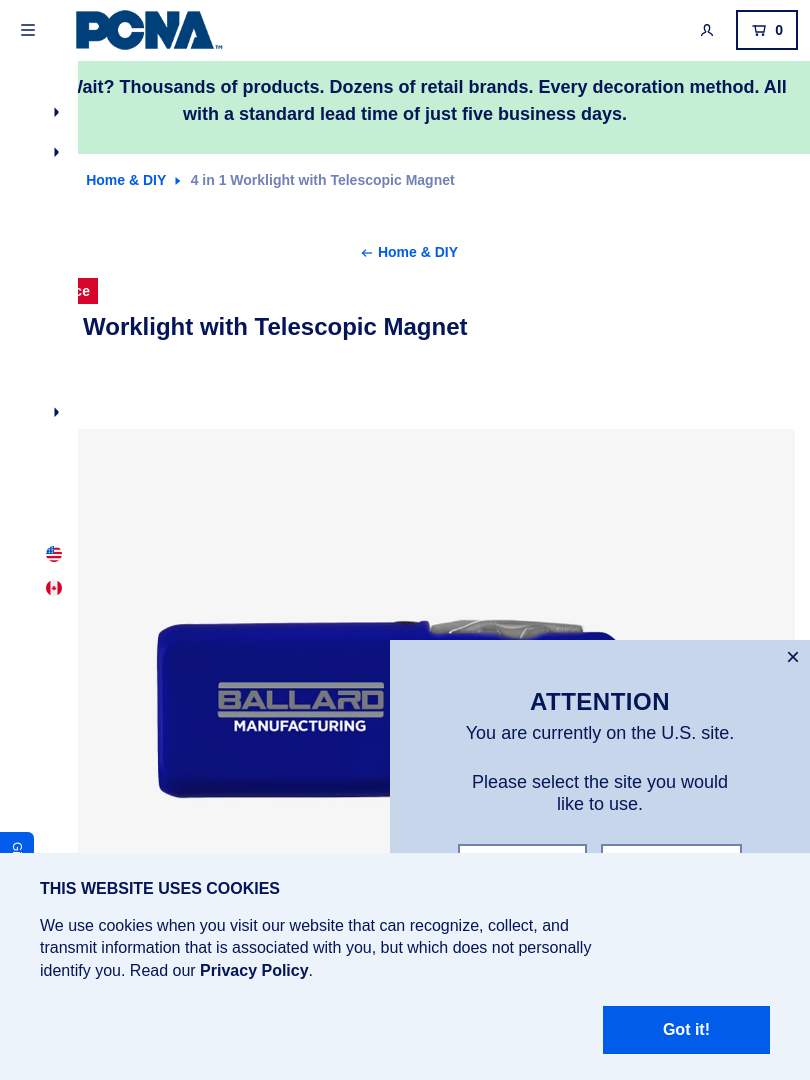 PCNA™
0
Wait? Thousands of products. Dozens of retail brands. Every decoration method. All
with a standard lead time of just five business days.
Home & DIY
4 in 1 Worklight with Telescopic Magnet
Home & DIY
Worklight with Telescopic Magnet
BALLARD
MANUFACTURING
ATTENTION
You are currently on the U.S. site.
Please select the site you would
like to use.
THIS WEBSITE USES COOKIES
We use cookies when you visit our website that can recognize, collect, and
transmit information that is associated with you, but which does not personally
identify you. Read our Privacy Policy.
Got it!